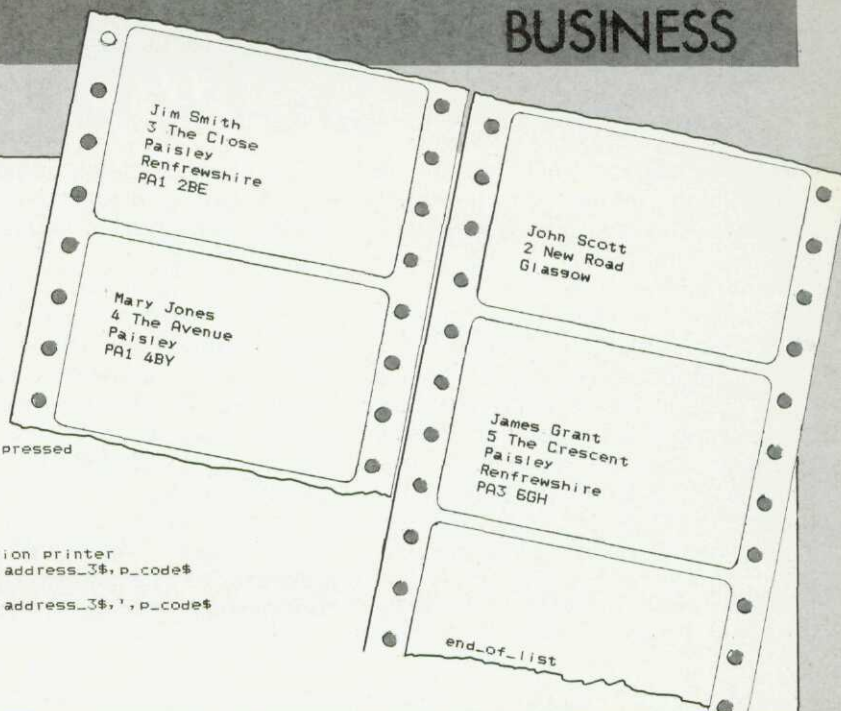 BUSINESS
Jim Smith
3 The Close
Paisley
Renfrewshire
PA1 2BE
Mary Jones
4 The Avenue
Paisley
PA1 4BY
John Scott
2 New Road
Glasgow
James Grant
5 The Crescent
Paisley
Renfrewshire
PA3 6GH
end_of_list
pressed
ion printer
address_3$,p_code$
address_3$,',p_code$